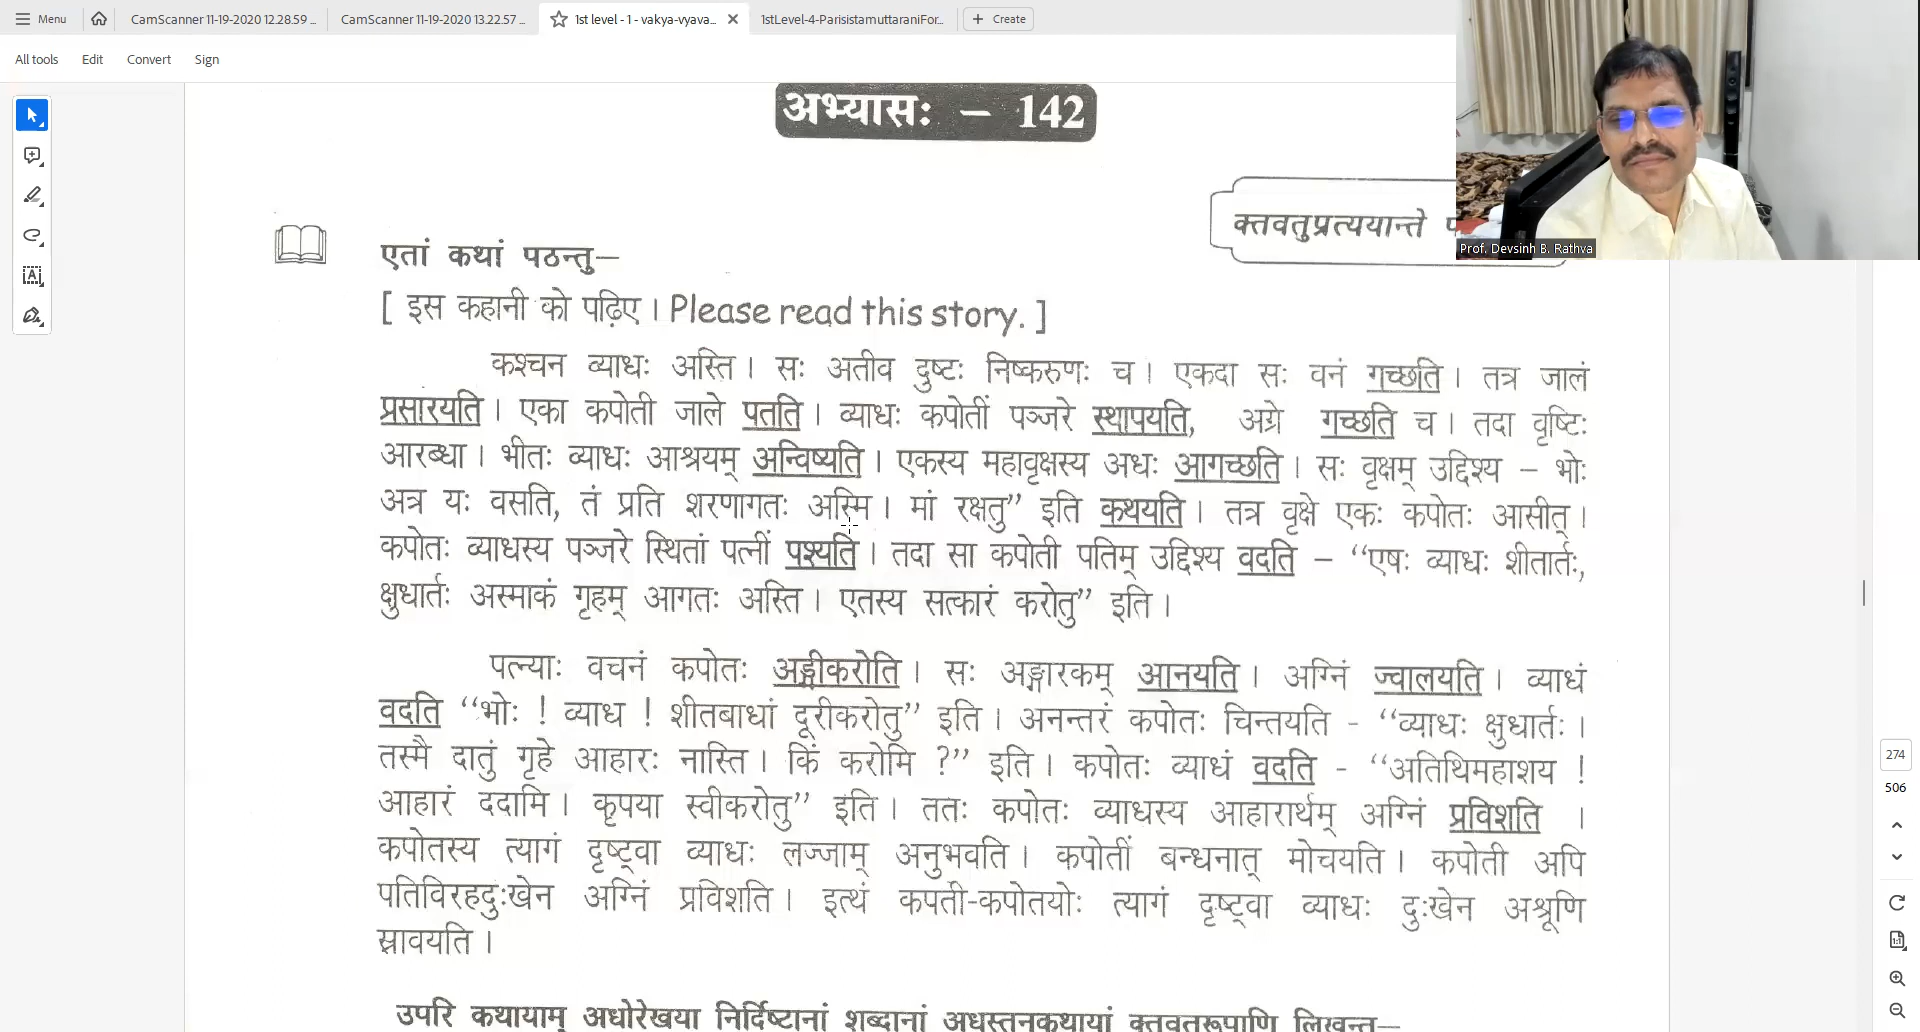 Menu
CamScanner 11-19-2020 12.28.59 ...
CamScanner 11-19-2020 13.22.57 ...
1st level - 1 - vakya-vyava...
1stLevel-4-ParisistamuttaraniFor...
Create
All tools Edit Convert Sign
Prof. Devsinh B. Rathva
अभ्यासः – 142
क्तवतुप्रत्ययान्ते
एतां कथां पठन्तु—
[ इस कहानी को पढ़िए । Please read this story. ]
कश्चन व्याधः अस्ति । सः अतीव दुष्टः निष्करुणः च । एकदा सः वनं गच्छति । तत्र जालं
प्रसारयति । एका कपोती जाले पतति । व्याधः कपोतीं पञ्जरे स्थापयति, अग्रे गच्छति च । तदा वृष्टिः
आरब्धा । भीतः व्याधः आश्रयम् अन्विष्यति । एकस्य महावृक्षस्य अधः आगच्छति । सः वृक्षम् उद्दिश्य – भोः
अत्र यः वसति, तं प्रति शरणागतः अस्मि । मां रक्षतु” इति कथयति । तत्र वृक्षे एकः कपोतः आसीत् ।
कपोतः व्याधस्य पञ्जरे स्थितां पत्नीं पश्यति । तदा सा कपोती पतिम् उद्दिश्य वदति – “एषः व्याधः शीतार्तः,
क्षुधार्तः अस्माकं गृहम् आगतः अस्ति । एतस्य सत्कारं करोतु” इति ।
पत्न्याः वचनं कपोतः अङ्गीकरोति । सः अङ्गारकम् आनयति । अग्निं ज्वालयति । व्याधं
वदति “भोः ! व्याध ! शीतबाधां दूरीकरोतु” इति । अनन्तरं कपोतः चिन्तयति - “व्याधः क्षुधार्तः ।
तस्मै दातुं गृहे आहारः नास्ति । किं करोमि ?” इति । कपोतः व्याधं वदति - “अतिथिमहाशय !
आहारं ददामि । कृपया स्वीकरोतु” इति । ततः कपोतः व्याधस्य आहारार्थम् अग्निं प्रविशति ।
कपोतस्य त्यागं दृष्ट्वा व्याधः लज्जाम् अनुभवति । कपोतीं बन्धनात् मोचयति । कपोती अपि
पतिविरहदुःखेन अग्निं प्रविशति । इत्थं कपती-कपोतयोः त्यागं दृष्ट्वा व्याधः दुःखेन अश्रूणि
स्रावयति ।
उपरि कथायाम् अधोरेखया निर्दिष्टानां शब्दानां अधस्तनकथायां क्तवतुरूपाणि लिखन्तु—
274
506